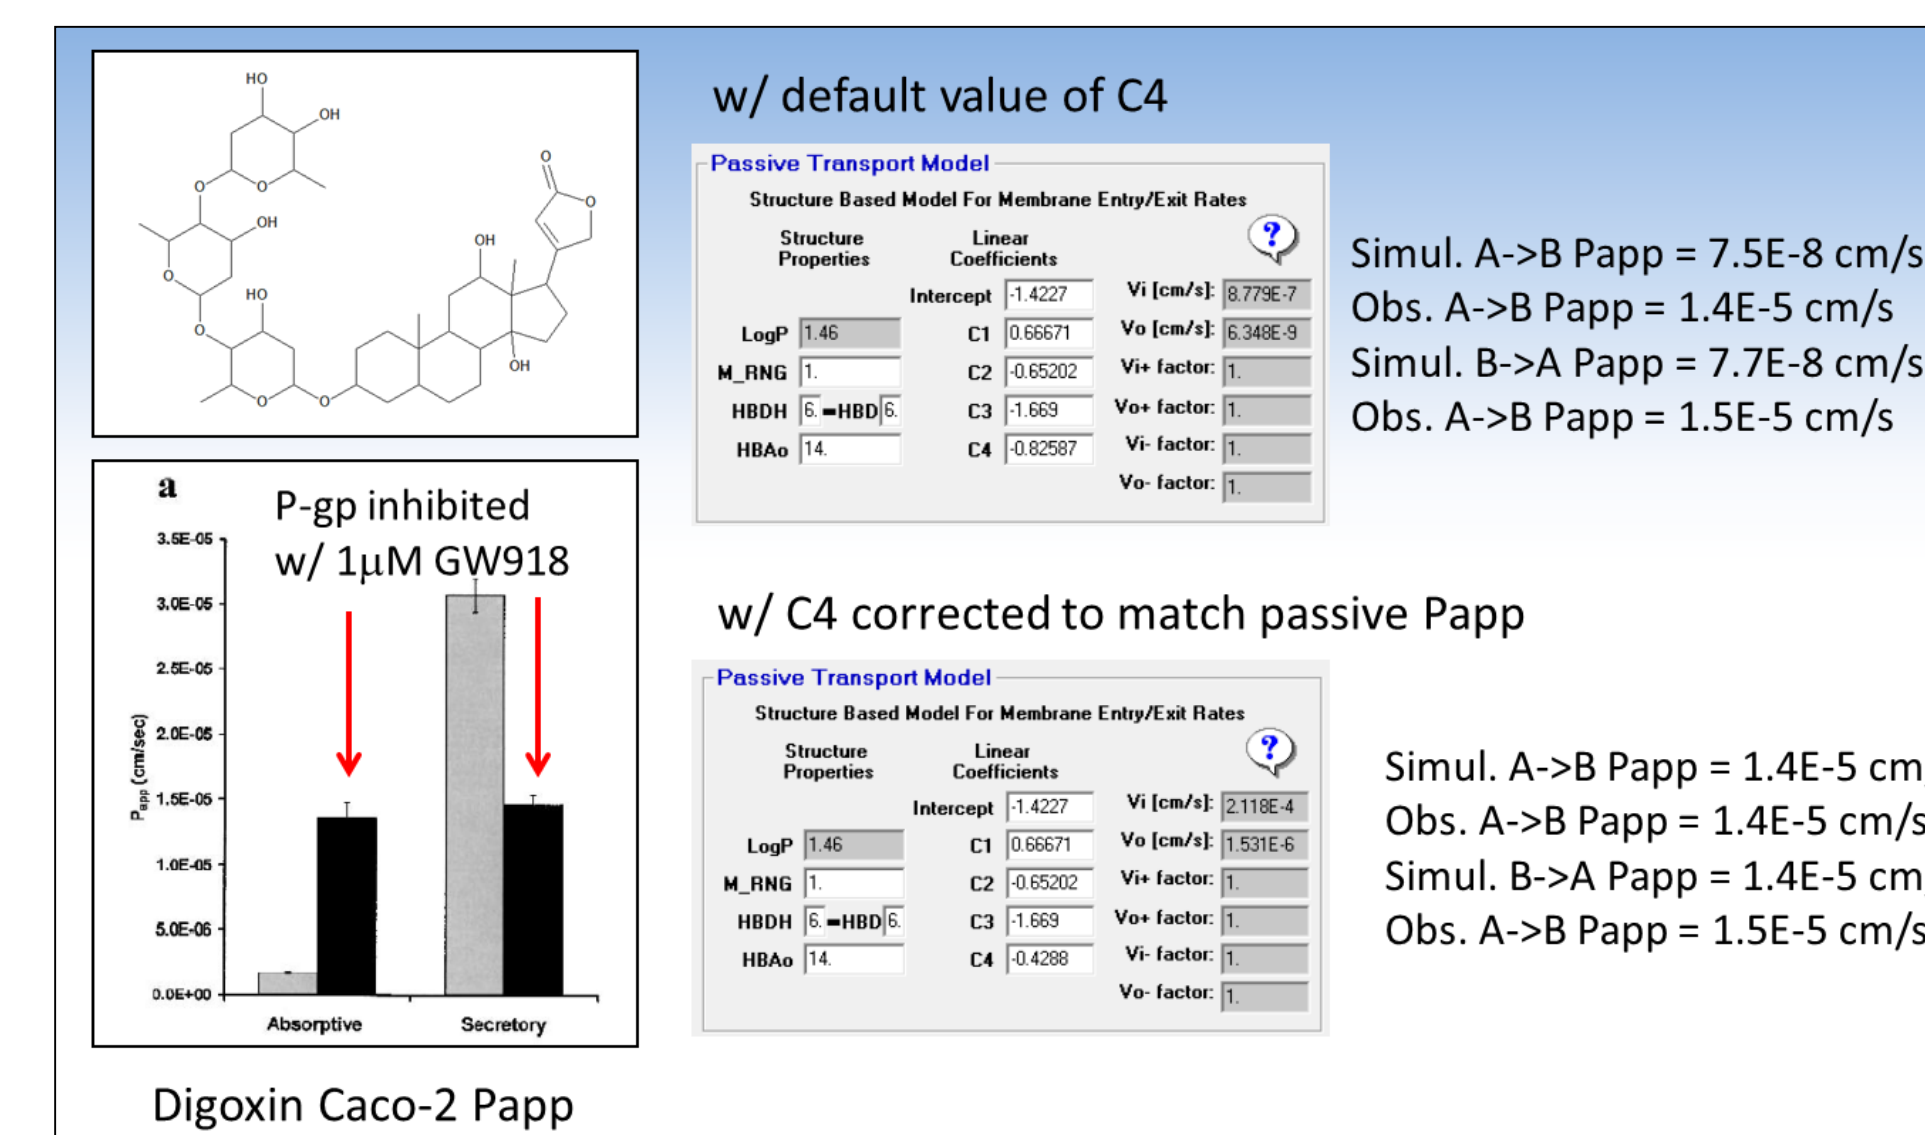 HO
OH
O
O
O
OH
O
HO
O
O
O
OH
OH
O
O
w/ default value of C4
Passive Transport Model
Structure Based Model For Membrane Entry/Exit Rates
Structure Properties
Linear Coefficients
?
Intercept -1.4227 Vi [cm/s]: 8.779E-7
LogP 1.46 C1 0.66671 Vo [cm/s]: 6.348E-9
M_RNG 1. C2 -0.65202 Vi+ factor: 1.
HBDH 6. =HBD 6. C3 -1.669 Vo+ factor: 1.
HBAo 14. C4 -0.82587 Vi- factor: 1.
Vo- factor: 1.
Simul. A->B Papp = 7.5E-8 cm/s
Obs. A->B Papp = 1.4E-5 cm/s
Simul. B->A Papp = 7.7E-8 cm/s
Obs. A->B Papp = 1.5E-5 cm/s
a
P-gp inhibited
w/ 1μM GW918
3.5E-05
3.0E-05
2.5E-05
2.0E-05
1.5E-05
1.0E-05
5.0E-06
0.0E+00
Papp (cm/sec)
Absorptive Secretory
Digoxin Caco-2 Papp
w/ C4 corrected to match passive Papp
Passive Transport Model
Structure Based Model For Membrane Entry/Exit Rates
Structure Properties
Linear Coefficients
?
Intercept -1.4227 Vi [cm/s]: 2.118E-4
LogP 1.46 C1 0.66671 Vo [cm/s]: 1.531E-6
M_RNG 1. C2 -0.65202 Vi+ factor: 1.
HBDH 6. =HBD 6. C3 -1.669 Vo+ factor: 1.
HBAo 14. C4 -0.4288 Vi- factor: 1.
Vo- factor: 1.
Simul. A->B Papp = 1.4E-5 cm/
Obs. A->B Papp = 1.4E-5 cm/s
Simul. B->A Papp = 1.4E-5 cm/
Obs. A->B Papp = 1.5E-5 cm/s